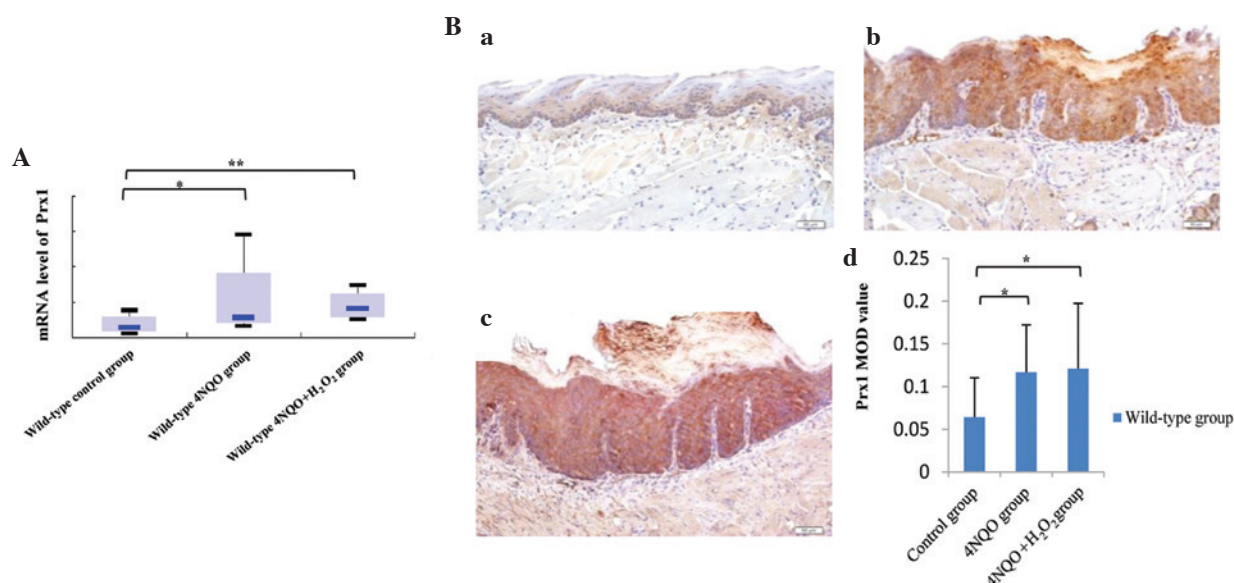 A
mRNA level of Prx1
*
**
Wild-type control group
Wild-type 4NQO group
Wild-type 4NQO+H₂O₂ group
B
a
b
c
d
Prx1 MOD value
0.25
0.2
0.15
0.1
0.05
0
*
*
Control group
4NQO group
4NQO+H₂O₂group
Wild-type group